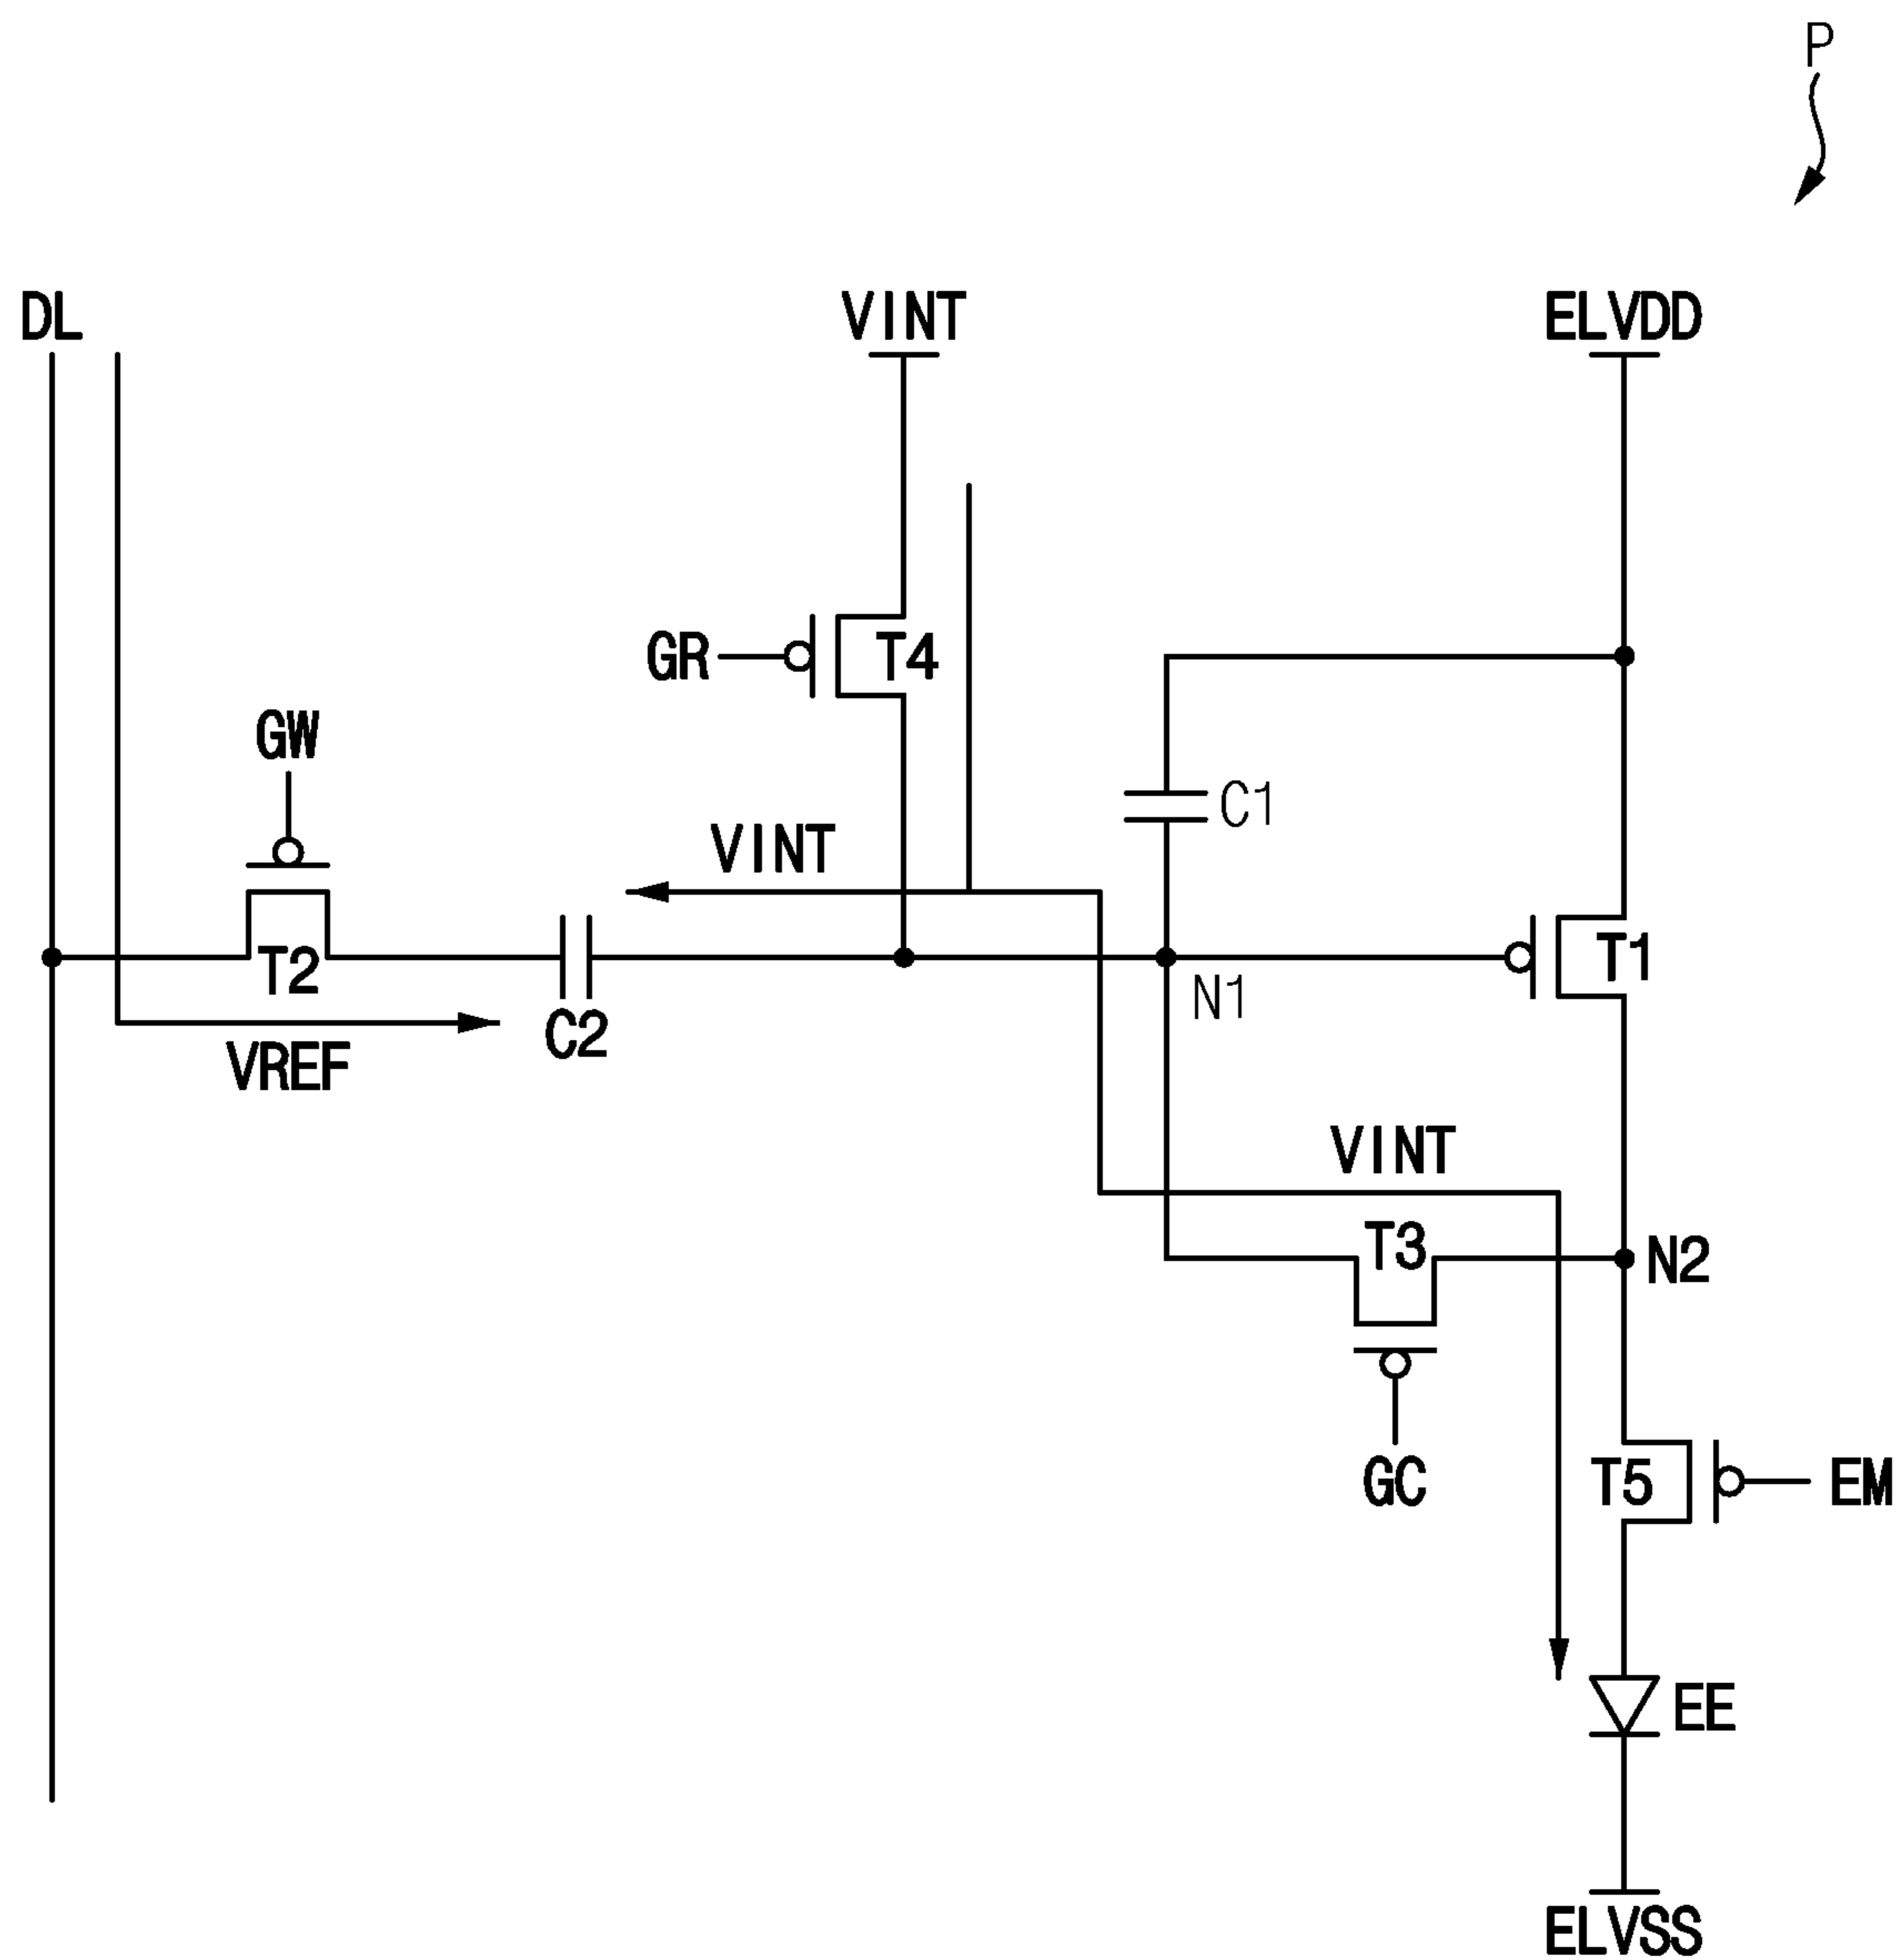 P
DL
VINT
ELVDD
GR
T4
GW
C1
VINT
T1
T2
N1
C2
VREF
VINT
T3
N2
GC
T5
EM
EE
ELVSS